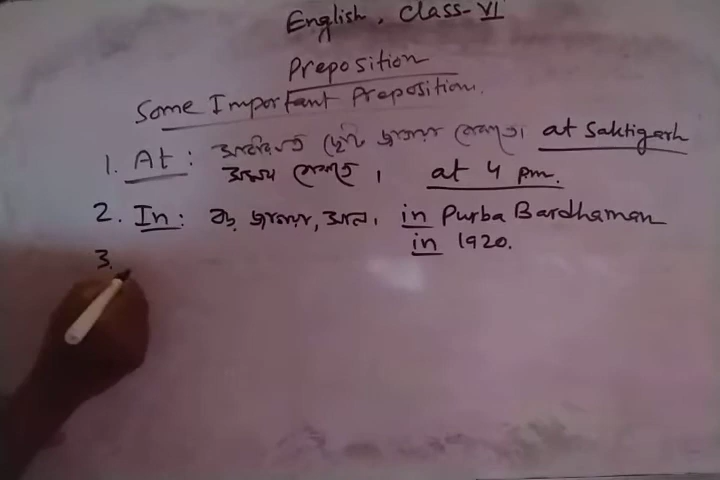 English, Class-VI
Preposition
Some Important Preposition.
1. At : সাধারণত ছোট জায়গা বোঝাতে। at Saktigarh
সময় বোঝাতে। at 4 pm.
2. In : বড় জায়গা, সাল। in Purba Bardhaman
in 1920.
3.